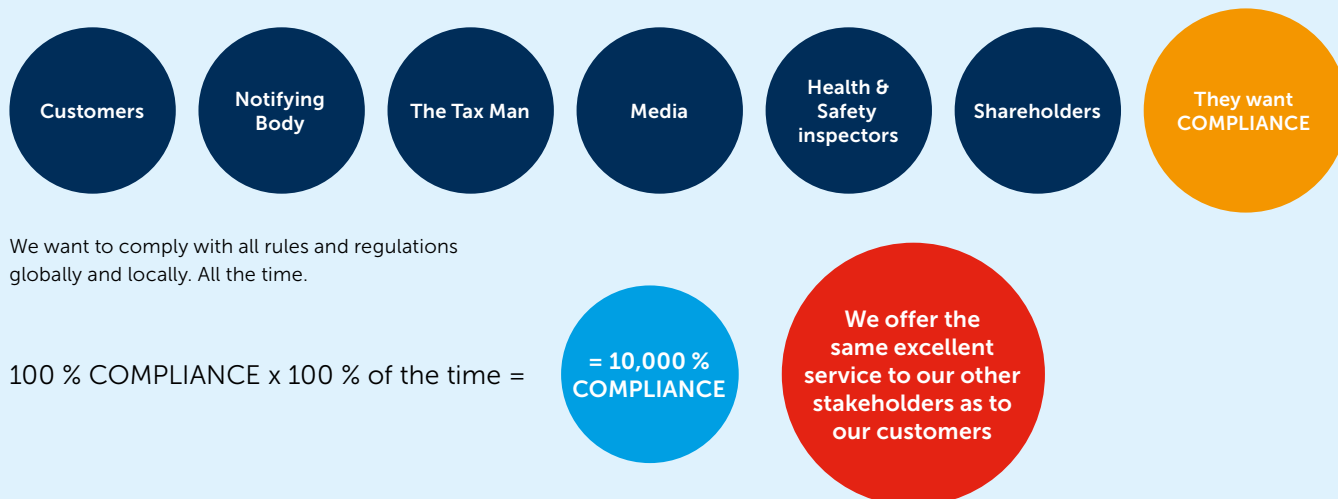 Customers
Notifying
Body
The Tax Man
Media
Health &
Safety
inspectors
Shareholders
They want
COMPLIANCE
We want to comply with all rules and regulations
globally and locally. All the time.
100 % COMPLIANCE x 100 % of the time =
= 10,000 %
COMPLIANCE
We offer the
same excellent
service to our other
stakeholders as to
our customers